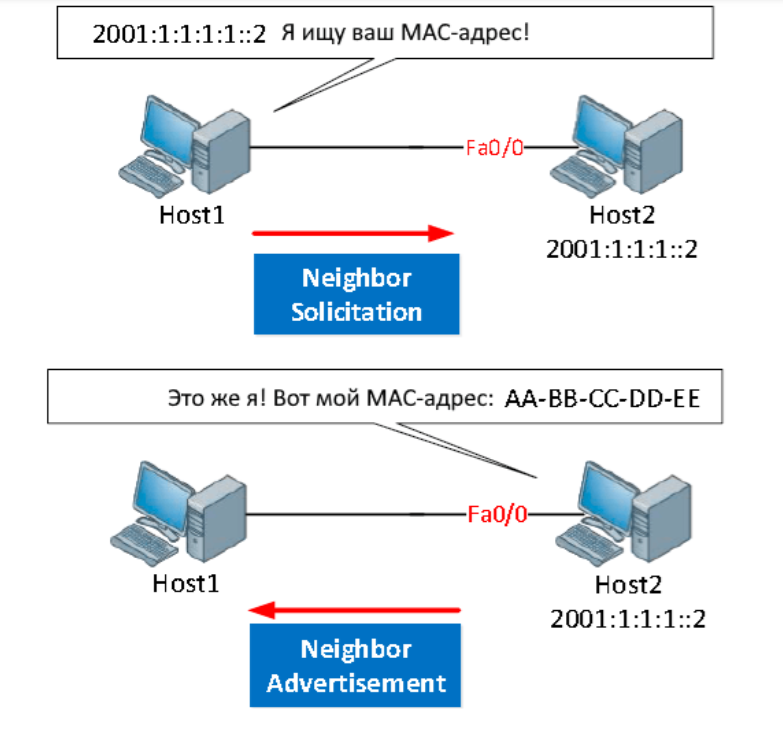 2001:1:1:1:1::2 Я ищу ваш MAC-адрес!
Fa0/0
Host1
Host2
2001:1:1:1::2
Neighbor
Solicitation
Это же я! Вот мой MAC-адрес: AA-BB-CC-DD-EE
Fa0/0
Host1
Host2
2001:1:1:1::2
Neighbor
Advertisement